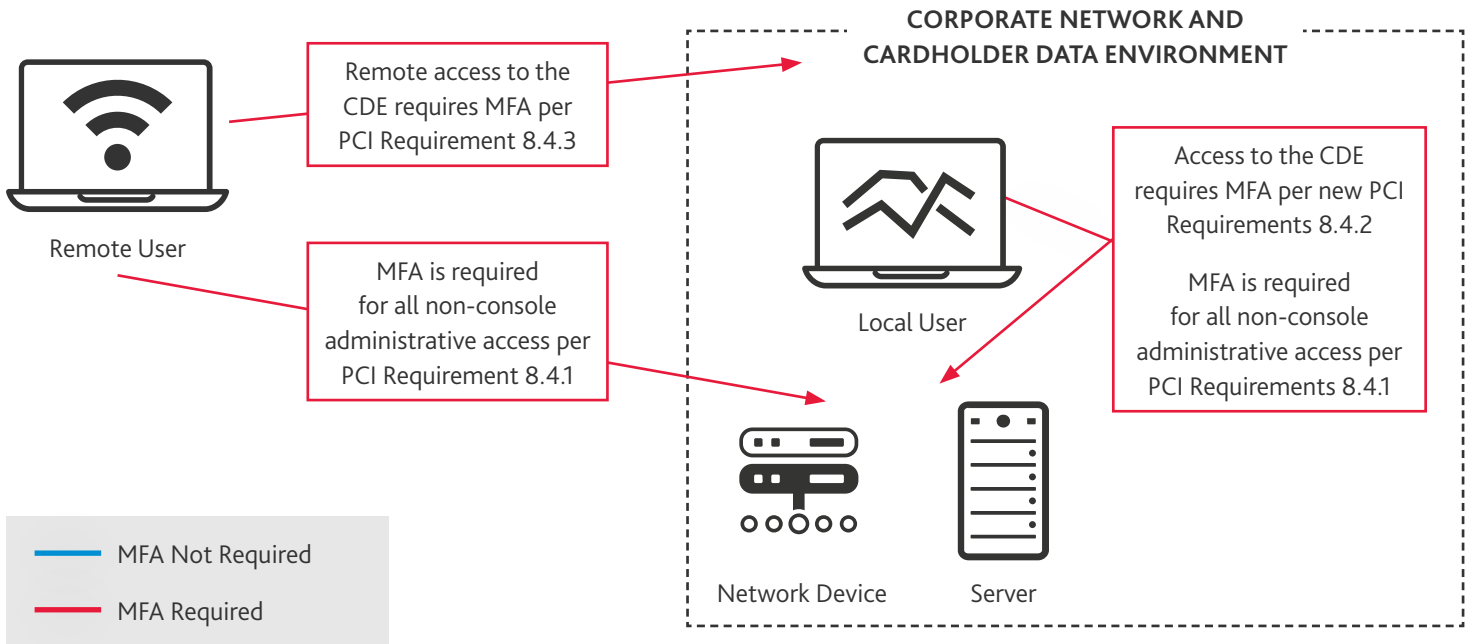 CORPORATE NETWORK AND
CARDHOLDER DATA ENVIRONMENT
Remote access to the
CDE requires MFA per
PCI Requirement 8.4.3
Remote User
MFA is required
for all non-console
administrative access per
PCI Requirement 8.4.1
Local User
Access to the CDE
requires MFA per new PCI
Requirements 8.4.2
MFA is required
for all non-console
administrative access per
PCI Requirements 8.4.1
Network Device
Server
MFA Not Required
MFA Required